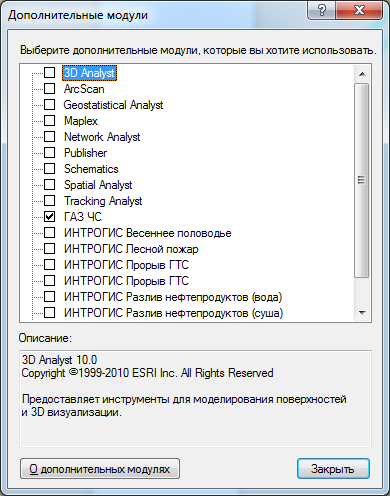 Дополнительные модули
Выберите дополнительные модули, которые вы хотите использовать.
3D Analyst
ArcScan
Geostatistical Analyst
Maplex
Network Analyst
Publisher
Schematics
Spatial Analyst
Tracking Analyst
ГАЗ ЧС
ИНТРОГИС Весеннее половодье
ИНТРОГИС Лесной пожар
ИНТРОГИС Прорыв ГТС
ИНТРОГИС Прорыв ГТС
ИНТРОГИС Разлив нефтепродуктов (вода)
ИНТРОГИС Разлив нефтепродуктов (суша)
Описание:
3D Analyst 10.0
Copyright ©1999-2010 ESRI Inc. All Rights Reserved
Предоставляет инструменты для моделирования поверхностей
и 3D визуализации.
О дополнительных модулях
Закрыть